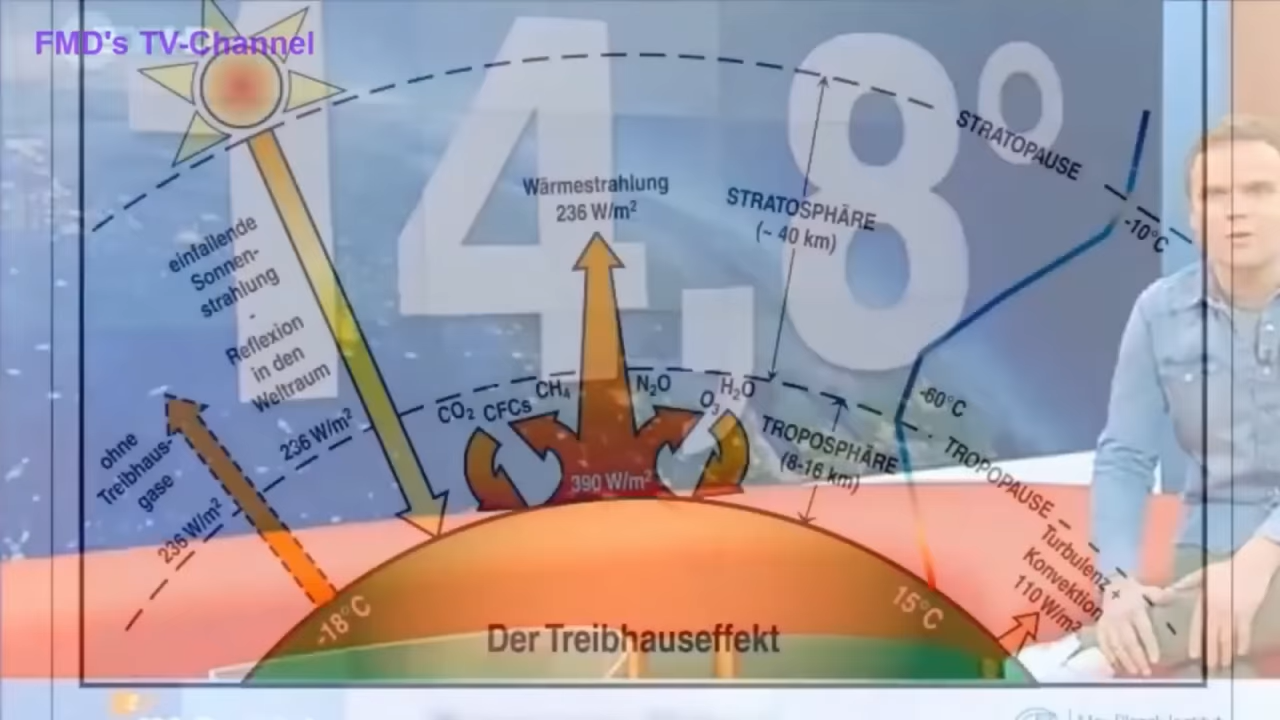 FMD's TV-Channel
14.8°
STRATOPAUSE
-10°C
Wärmestrahlung
236 W/m²
STRATOSPHÄRE
(~ 40 km)
einfallende
Sonnen-
strahlung
-
Reflexion
in den
Weltraum
236 W/m²
ohne
Treibhaus-
gase
236 W/m²
CO₂ CFCs CH₄ N₂O O₃ H₂O
-60°C
TROPOSPHÄRE
(8-16 km)
TROPOPAUSE
390 W/m²
Turbulenz +
Konvektion
110 W/m²
-18°C
15°C
Der Treibhauseffekt